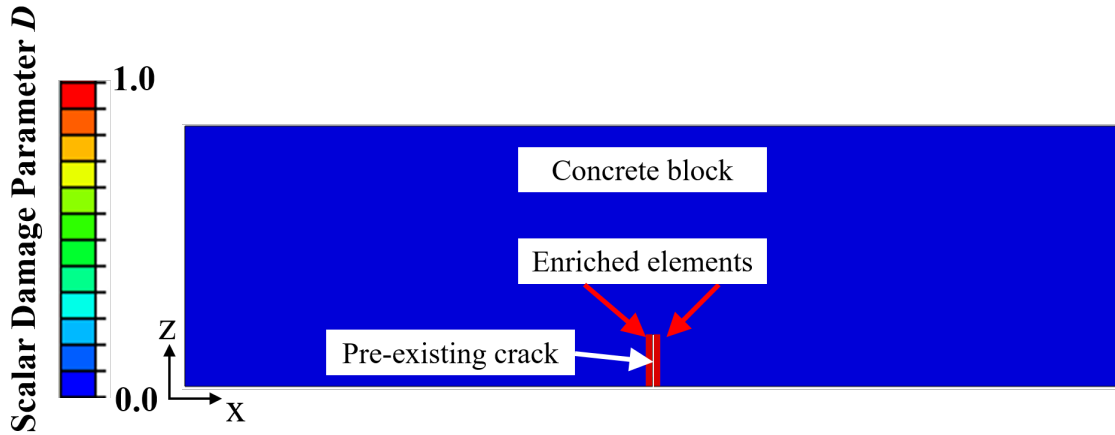 Scalar Damage Parameter D
1.0
0.0
Concrete block
Enriched elements
Pre-existing crack
Z
X